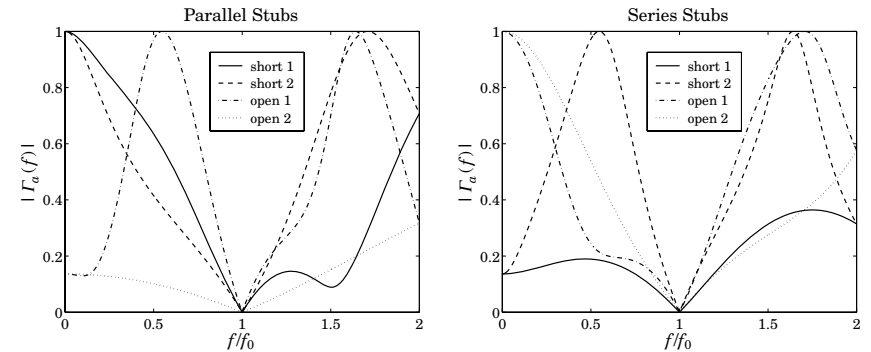 Parallel Stubs
| Γa (f) |
1
0.8
0.6
0.4
0.2
0
short 1
short 2
open 1
open 2
0 0.5 1 1.5 2
f/f0
Series Stubs
| Γa (f) |
1
0.8
0.6
0.4
0.2
0
short 1
short 2
open 1
open 2
0 0.5 1 1.5 2
f/f0